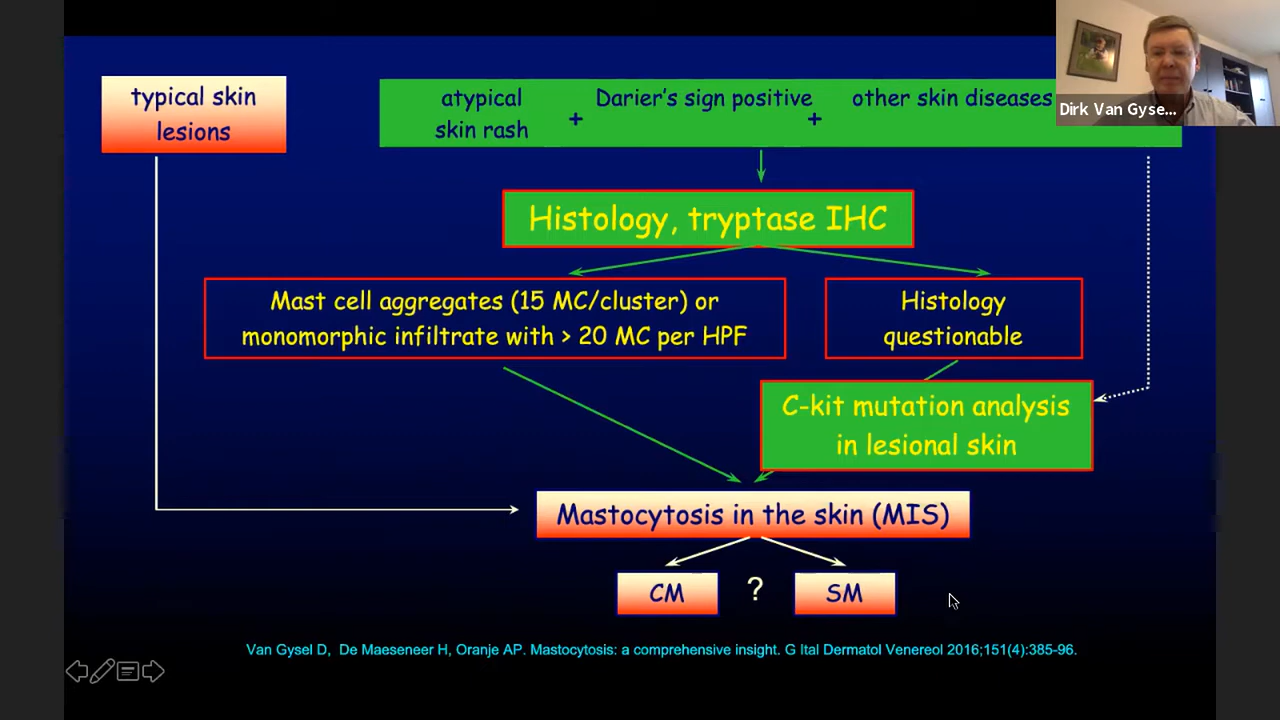 typical skin
lesions
atypical
skin rash
+
Darier's sign positive
+
other skin diseases
Dirk Van Gyse...
Histology, tryptase IHC
Mast cell aggregates (15 MC/cluster) or
monomorphic infiltrate with > 20 MC per HPF
Histology
questionable
C-kit mutation analysis
in lesional skin
Mastocytosis in the skin (MIS)
CM
?
SM
Van Gysel D, De Maeseneer H, Oranje AP. Mastocytosis: a comprehensive insight. G Ital Dermatol Venereol 2016;151(4):385-96.